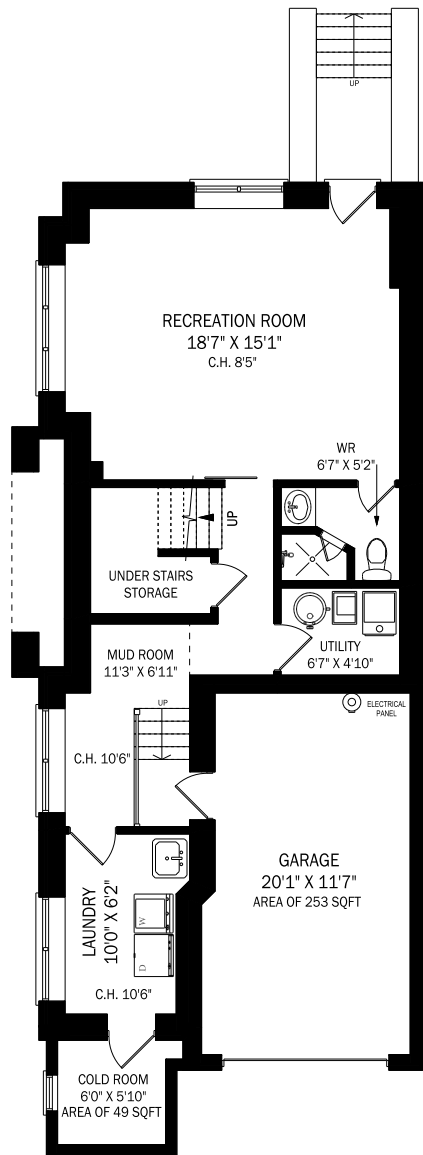 UP
RECREATION ROOM
18'7" X 15'1"
C.H. 8'5"
WR
6'7" X 5'2"
UP
UNDER STAIRS
STORAGE
UTILITY
6'7" X 4'10"
MUD ROOM
11'3" X 6'11"
UP
ELECTRICAL
PANEL
C.H. 10'6"
GARAGE
20'1" X 11'7"
AREA OF 253 SQFT
LAUNDRY
10'0" X 6'2"
W
D
C.H. 10'6"
COLD ROOM
6'0" X 5'10"
AREA OF 49 SQFT